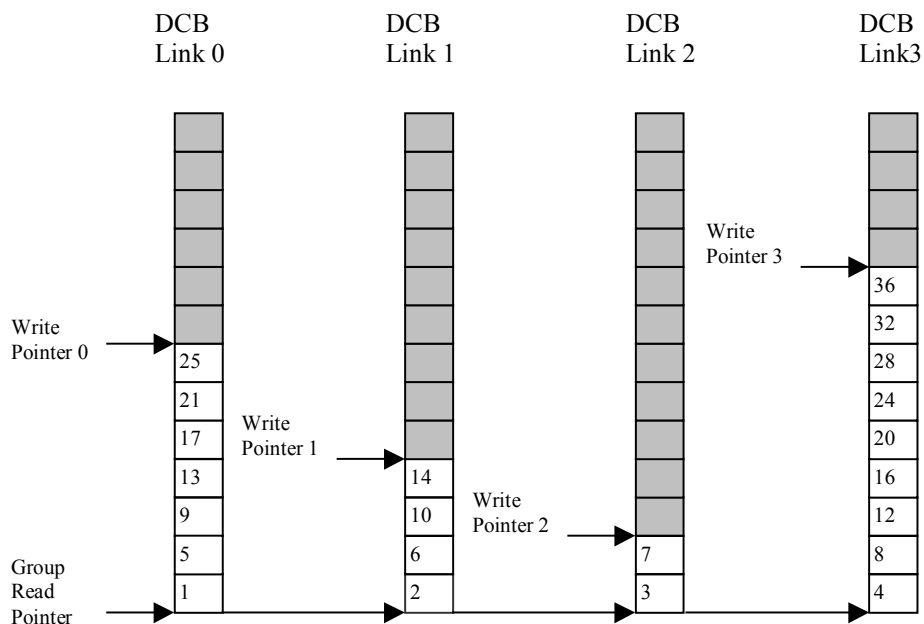 DCB
Link 0
DCB
Link 1
DCB
Link 2
DCB
Link3
Write
Pointer 0
Write
Pointer 1
Write
Pointer 2
Write
Pointer 3
Group
Read
Pointer
25
21
17
13
9
5
1
14
10
6
2
7
3
36
32
28
24
20
16
12
8
4